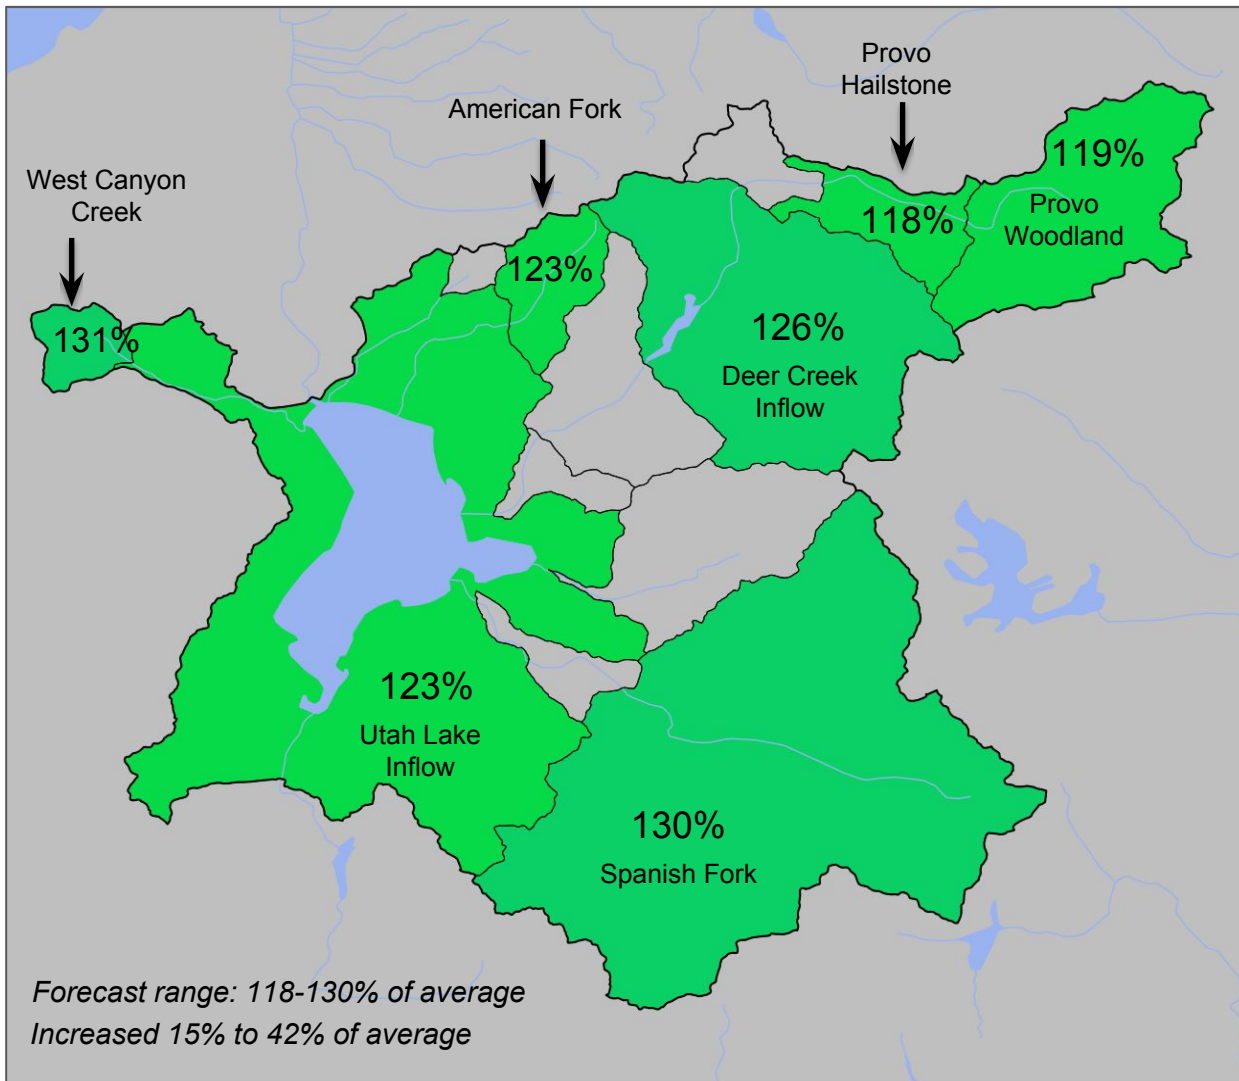 Provo
Hailstone
American Fork
119%
West Canyon
Creek
Provo
Woodland
118%
123%
131%
126%
Deer Creek
Inflow
123%
Utah Lake
Inflow
130%
Spanish Fork
Forecast range: 118-130% of average
Increased 15% to 42% of average